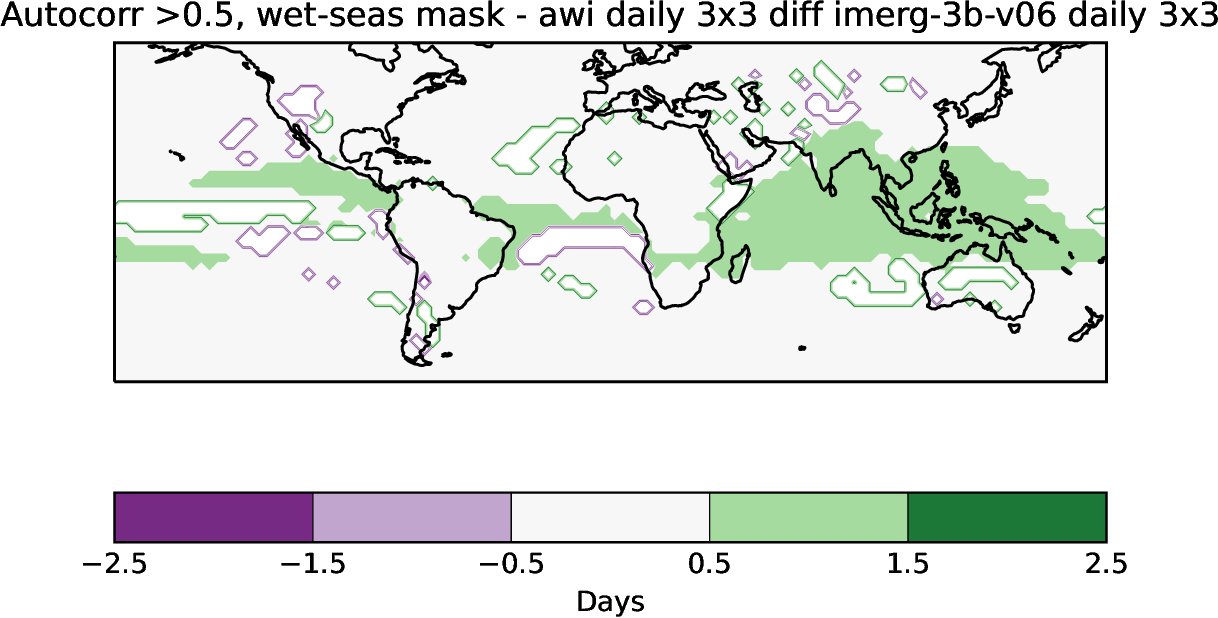 Autocorr >0.5, wet-seas mask - awi daily 3x3 diff imerg-3b-v06 daily 3x3
−2.5 −1.5 −0.5 0.5 1.5 2.5
Days